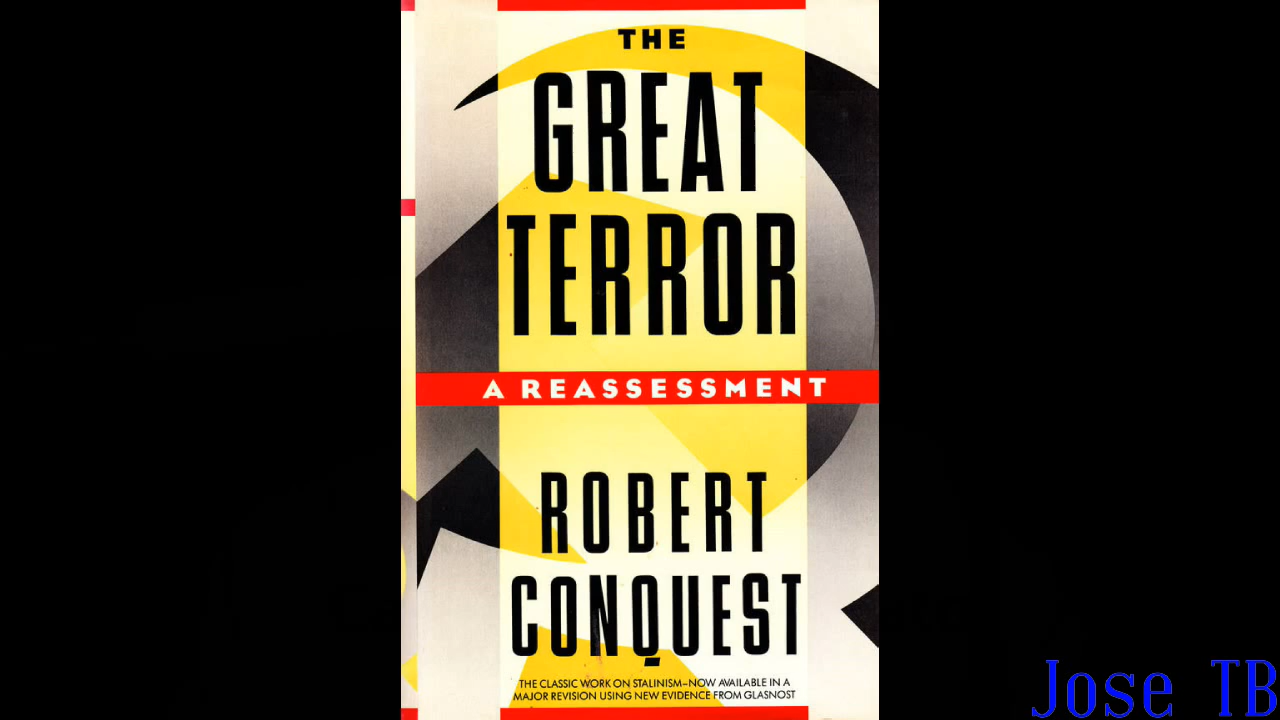 THE
GREAT
TERROR
A REASSESSMENT
ROBERT
CONQUEST
THE CLASSIC WORK ON STALINISM–NOW AVAILABLE IN A
MAJOR REVISION USING NEW EVIDENCE FROM GLASNOST
Jose TB